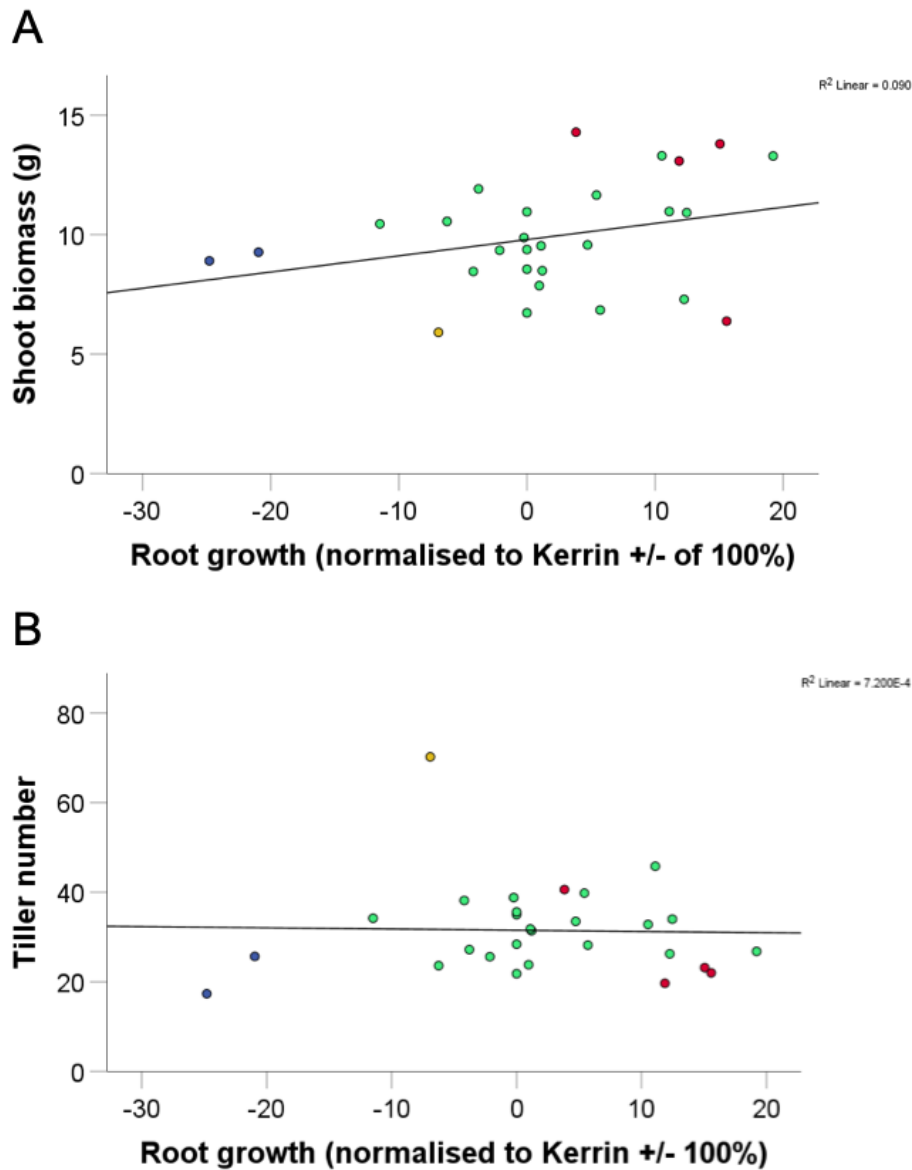 A
R² Linear = 0.090
Shoot biomass (g)
15
10
5
0
-30 -20 -10 0 10 20
Root growth (normalised to Kerrin +/- of 100%)
B
R² Linear = 7.200E-4
Tiller number
80
60
40
20
0
-30 -20 -10 0 10 20
Root growth (normalised to Kerrin +/- 100%)